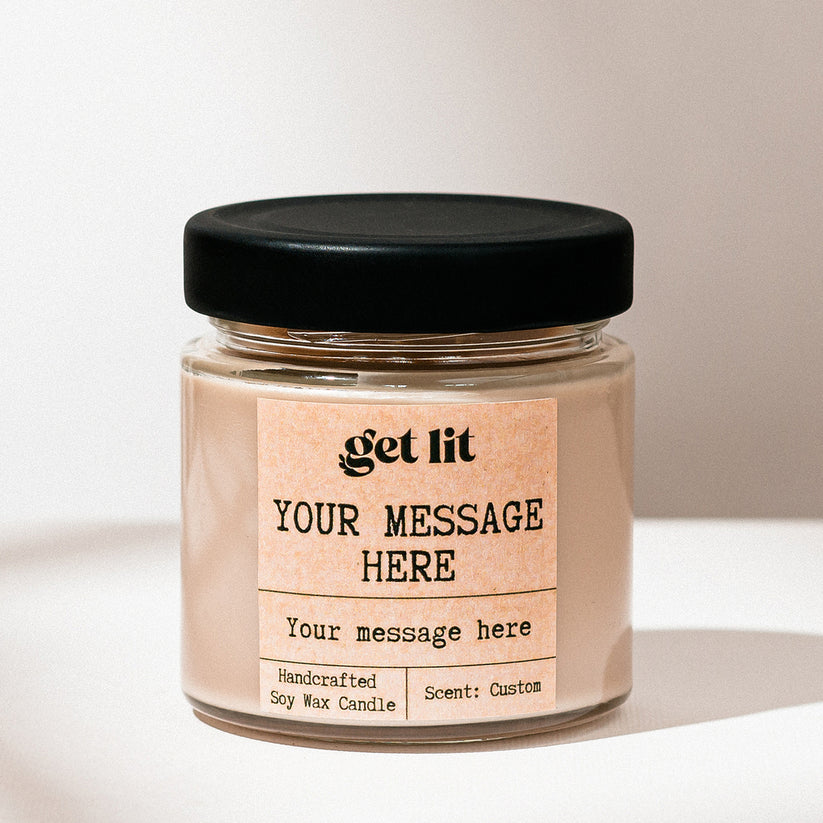 get lit
YOUR MESSAGE
HERE
Your message here
Handcrafted
Soy Wax Candle
Scent: Custom